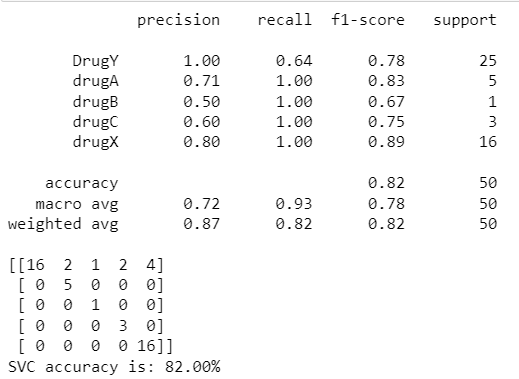 precision recall f1-score support
DrugY 1.00 0.64 0.78 25
drugA 0.71 1.00 0.83 5
drugB 0.50 1.00 0.67 1
drugC 0.60 1.00 0.75 3
drugX 0.80 1.00 0.89 16
accuracy 0.82 50
macro avg 0.72 0.93 0.78 50
weighted avg 0.87 0.82 0.82 50
[[16 2 1 2 4]
[ 0 5 0 0 0]
[ 0 0 1 0 0]
[ 0 0 0 3 0]
[ 0 0 0 0 16]]
SVC accuracy is: 82.00%